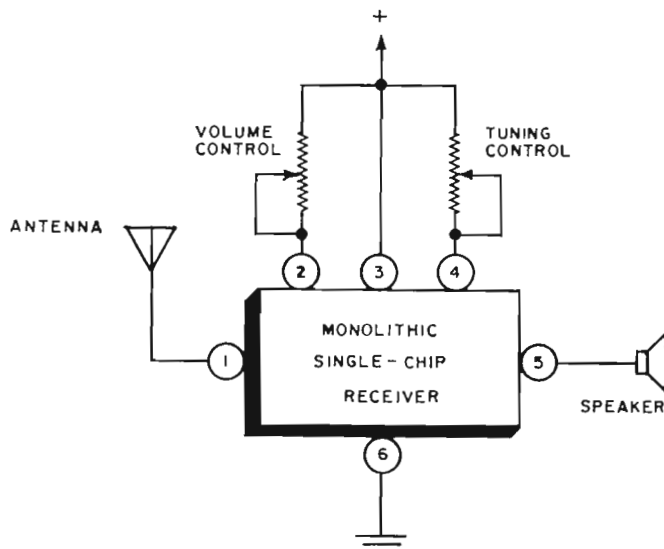 +
VOLUME
CONTROL
TUNING
CONTROL
ANTENNA
2
3
4
MONOLITHIC
1
SINGLE-CHIP
5
RECEIVER
SPEAKER
6